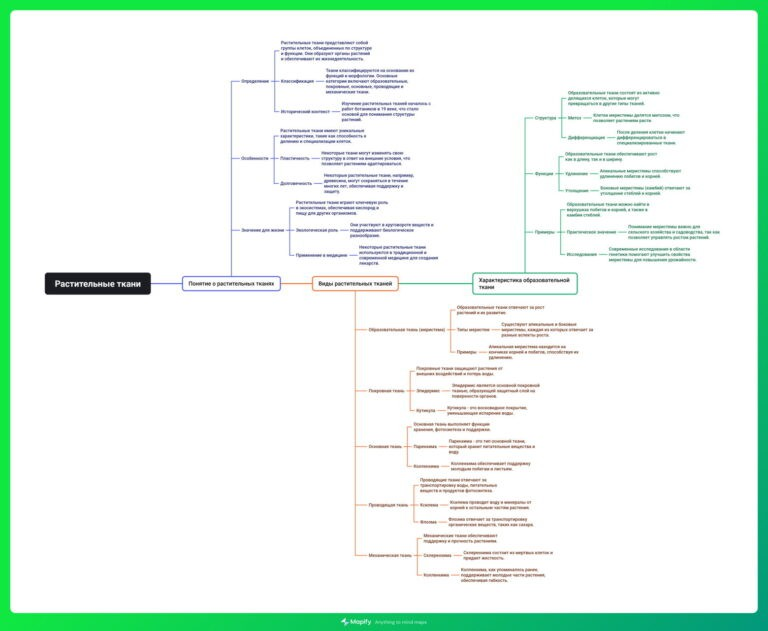 Растительные ткани
Понятие о растительных тканях
Определение
Растительные ткани представляют собой
группы клеток, объединенных по структуре
и функции. Они образуют органы растений
и обеспечивают их жизнедеятельность.
Классификация
Ткани классифицируются на основании их
функций и морфологии. Основные
категории включают образовательные,
покровные, основные, проводящие и
механические ткани.
Исторический контекст
Изучение растительных тканей началось с
работ ботаников в 19 веке, что стало
основой для понимания структуры
растений.
Особенности
Растительные ткани имеют уникальные
характеристики, такие как способность к
делению и специализации клеток.
Пластичность
Некоторые ткани могут изменять свою
структуру в ответ на внешние условия, что
позволяет растениям адаптироваться.
Долговечность
Некоторые растительные ткани, например,
древесина, могут сохраняться в течение
многих лет, обеспечивая поддержку и
защиту.
Значение для жизни
Растительные ткани играют ключевую роль
в экосистемах, обеспечивая кислород и
пищу для других организмов.
Экологическая роль
Они участвуют в круговороте веществ и
поддерживают биологическое
разнообразие.
Применение в медицине
Некоторые растительные ткани
используются в традиционной и
современной медицине для создания
лекарств.
Виды растительных тканей
Образовательная ткань (меристема)
Образовательные ткани отвечают за рост
растений и их развитие.
Типы меристем
Существуют апикальные и боковые
меристемы, каждая из которых отвечает за
разные аспекты роста.
Примеры
Апикальная меристема находится на
кончиках корней и побегов, способствуя их
удлинению.
Покровная ткань
Покровные ткани защищают растения от
внешних воздействий и потерь воды.
Эпидермис
Эпидермис является основной покровной
тканью, образующей защитный слой на
поверхности органов.
Кутикула
Кутикула - это восковидное покрытие,
уменьшающее испарение воды.
Основная ткань
Основная ткань выполняет функции
хранения, фотосинтеза и поддержки.
Паренхима
Паренхима - это тип основной ткани,
который хранит питательные вещества и
воду.
Колленхима
Колленхима обеспечивает поддержку
молодым побегам и листьям.
Проводящая ткань
Проводящие ткани отвечают за
транспортировку воды, питательных
веществ и продуктов фотосинтеза.
Ксилема
Ксилема проводит воду и минералы от
корней к остальным частям растения.
Флоэма
Флоэма отвечает за транспортировку
органических веществ, таких как сахара.
Механическая ткань
Механические ткани обеспечивают
поддержку и прочность растениям.
Склеренхима
Склеренхима состоит из мертвых клеток и
придает жесткость.
Колленхима
Колленхима, как упоминалось ранее,
поддерживает молодые части растения,
обеспечивая гибкость.
Характеристика образовательной
ткани
Структура
Образовательные ткани состоят из активно
делящихся клеток, которые могут
превращаться в другие типы тканей.
Митоз
Клетки меристемы делятся митозом, что
позволяет растениям расти.
Дифференциация
После деления клетки начинают
дифференцироваться в
специализированные ткани.
Функции
Образовательные ткани обеспечивают рост
как в длину, так и в ширину.
Удлинение
Апикальные меристемы способствуют
удлинению побегов и корней.
Утолщение
Боковые меристемы (камбий) отвечают за
утолщение стеблей и корней.
Примеры
Образовательные ткани можно найти в
верхушках побегов и корней, а также в
камбии стеблей.
Практическое значение
Понимание меристемы важно для
сельского хозяйства и садоводства, так как
позволяет управлять ростом растений.
Исследования
Современные исследования в области
генетики помогают улучшить свойства
меристемы для повышения урожайности.
Mapify Anything to mind maps